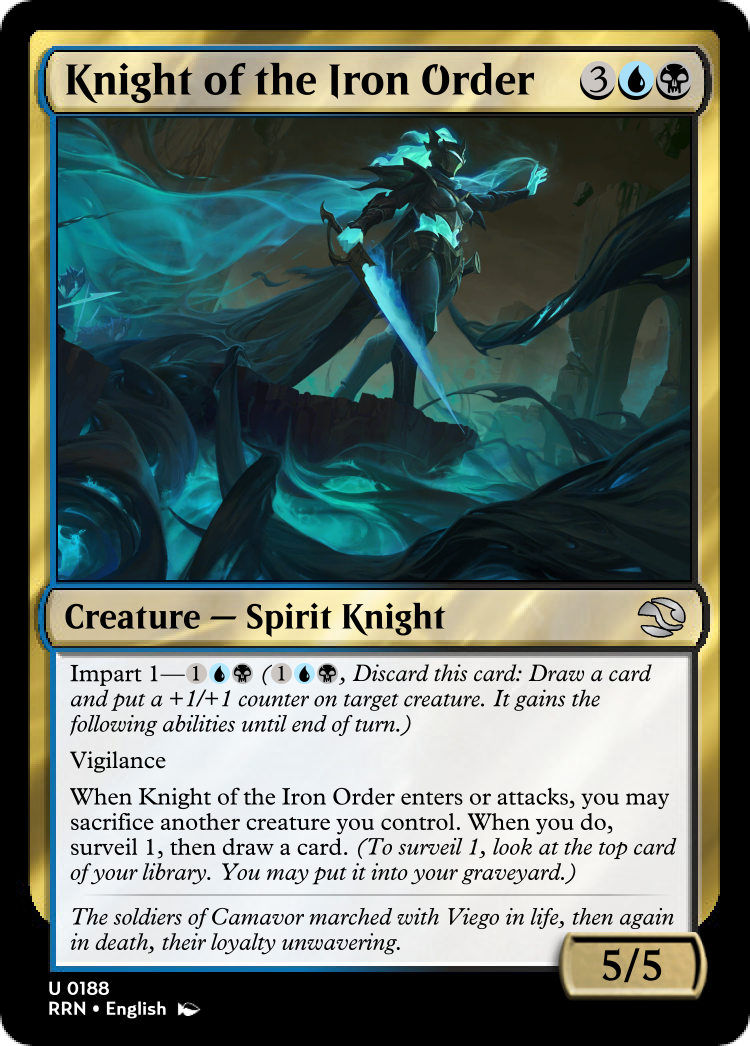 Knight of the Iron Order 3
Creature — Spirit Knight
Impart 1—1 (1, Discard this card: Draw a card
and put a +1/+1 counter on target creature. It gains the
following abilities until end of turn.)
Vigilance
When Knight of the Iron Order enters or attacks, you may
sacrifice another creature you control. When you do,
surveil 1, then draw a card. (To surveil 1, look at the top card
of your library. You may put it into your graveyard.)
The soldiers of Camavor marched with Viego in life, then again
in death, their loyalty unwavering.
5/5
U 0188
RRN • English